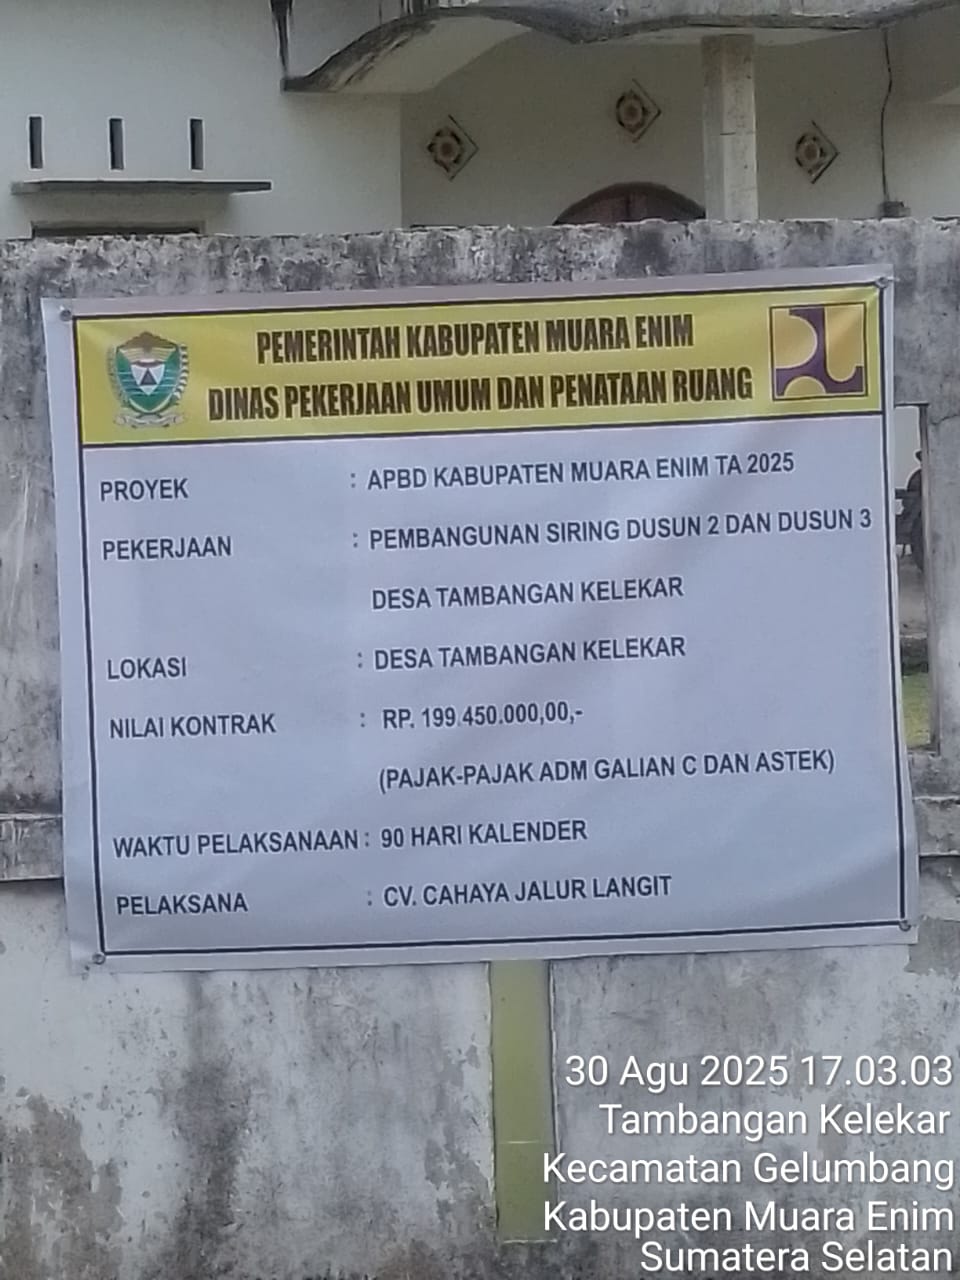 PEMERINTAH KABUPATEN MUARA ENIM
DINAS PEKERJAAN UMUM DAN PENATAAN RUANG
PROYEK : APBD KABUPATEN MUARA ENIM TA 2025
PEKERJAAN : PEMBANGUNAN SIRING DUSUN 2 DAN DUSUN 3
DESA TAMBANGAN KELEKAR
LOKASI : DESA TAMBANGAN KELEKAR
NILAI KONTRAK : RP. 199.450.000,00,-
(PAJAK-PAJAK ADM GALIAN C DAN ASTEK)
WAKTU PELAKSANAAN : 90 HARI KALENDER
PELAKSANA : CV. CAHAYA JALUR LANGIT
30 Agu 2025 17.03.03
Tambangan Kelekar
Kecamatan Gelumbang
Kabupaten Muara Enim
Sumatera Selatan